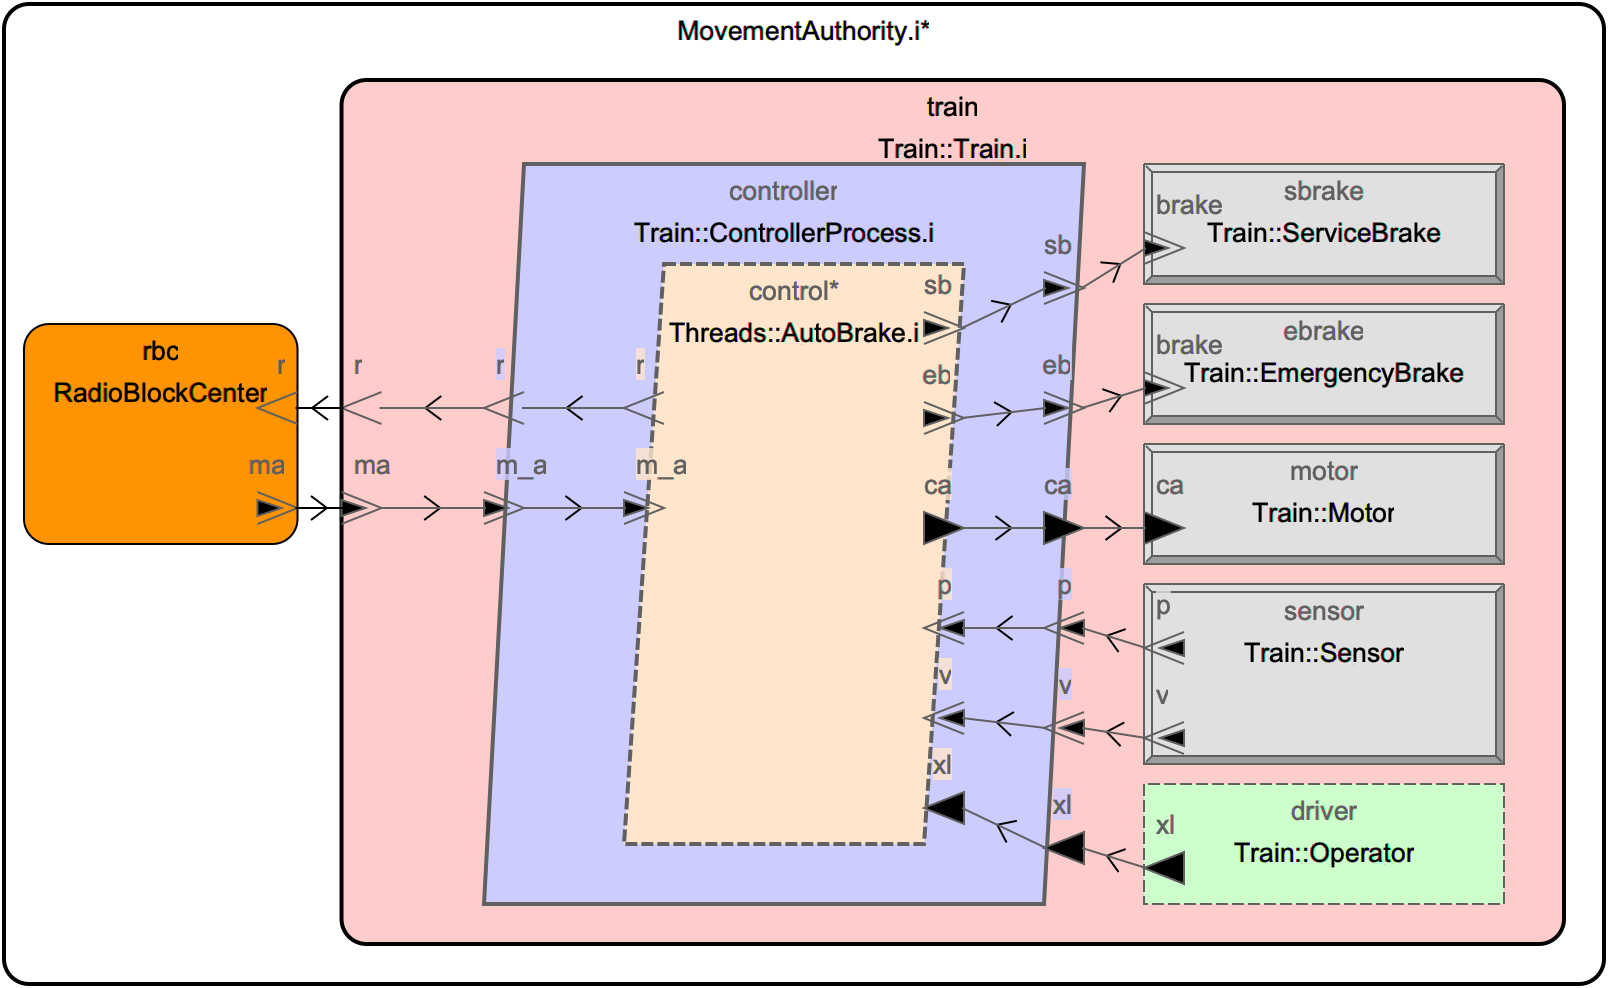 MovementAuthority.i*
train
Train::Train.i
controller
Train::ControllerProcess.i
control*
Threads::AutoBrake.i
rbc
RadioBlockCenter
r
ma
r
ma
r
m_a
r
m_a
sb
eb
ca
p
v
xl
sb
eb
ca
p
v
xl
brake
sbrake
Train::ServiceBrake
brake
ebrake
Train::EmergencyBrake
ca
motor
Train::Motor
p
sensor
Train::Sensor
v
xl
driver
Train::Operator